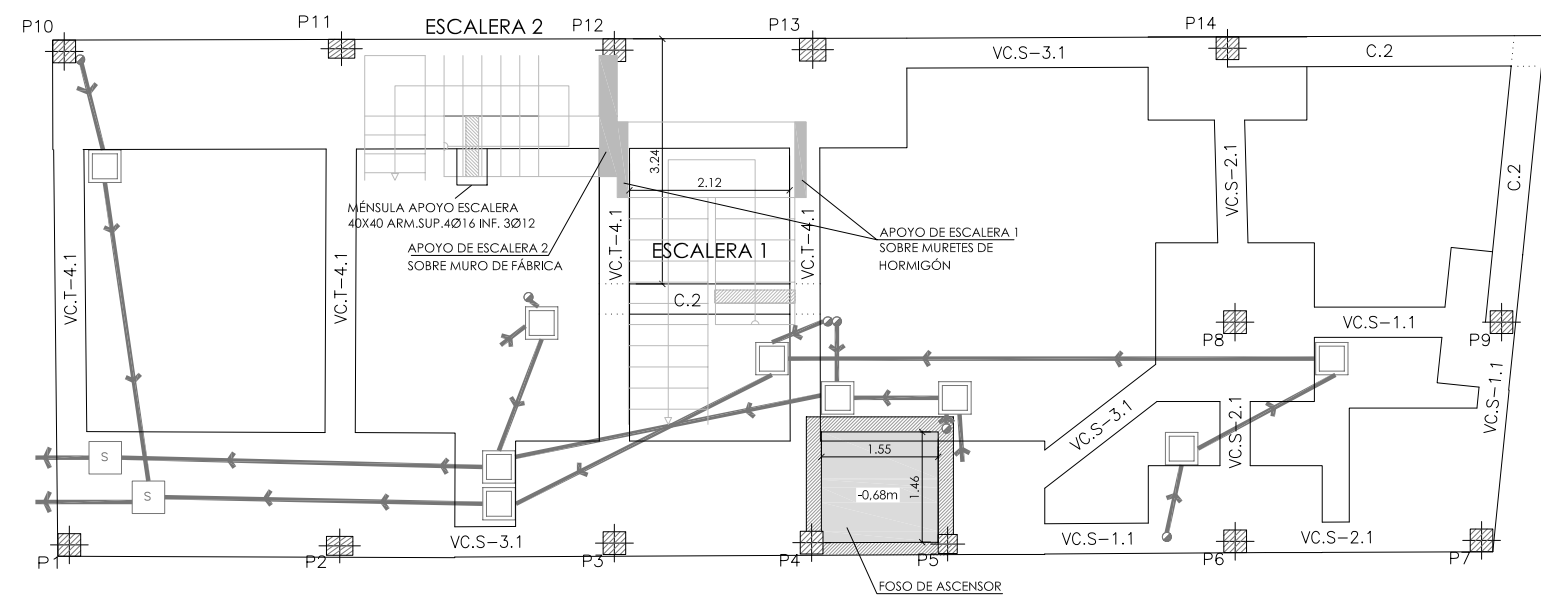 P10
P11
ESCALERA 2
P12
P13
P14
VC.S-3.1
C.2
3.24
2.12
VC.S-2.1
C.2
MÉNSULA APOYO ESCALERA
40X40 ARM.SUP.4Ø16 INF. 3Ø12
APOYO DE ESCALERA 2
SOBRE MURO DE FÁBRICA
VC.T-4.1
VC.T-4.1
VC.T-4.1
VC.T-4.1
ESCALERA 1
APOYO DE ESCALERA 1
SOBRE MURETES DE
HORMIGÓN
C.2
P8
VC.S-1.1
P9
VC.S-1.1
VC.S-3.1
VC.S-2.1
S
S
1.55
1.46
-0,68m
P1
P2
VC.S-3.1
P3
P4
P5
VC.S-1.1
P6
VC.S-2.1
P7
FOSO DE ASCENSOR